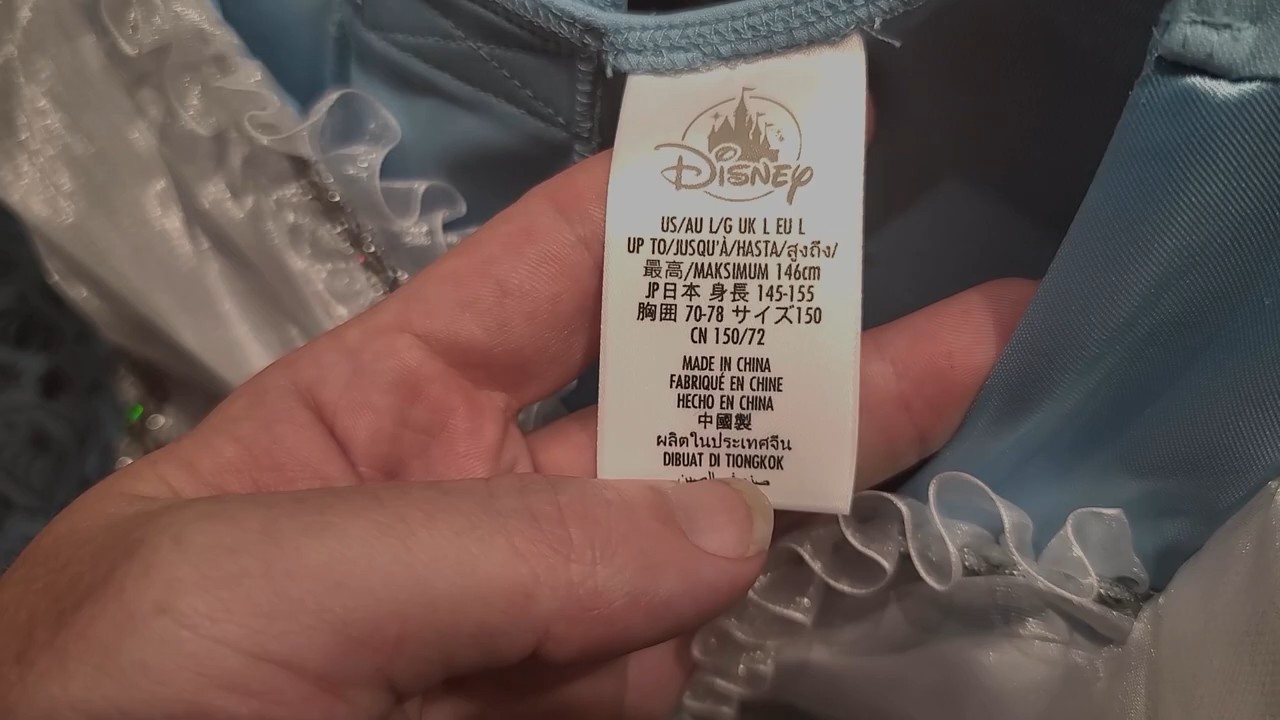 Disney
US/AU L/G UK L EU L
UP TO/JUSQU'À/HASTA/สูงถึง/
最高/MAKSIMUM 146cm
JP日本 身長 145-155
胸囲 70-78 サイズ150
CN 150/72
MADE IN CHINA
FABRIQUÉ EN CHINE
HECHO EN CHINA
中國製
ผลิตในประเทศจีน
DIBUAT DI TIONGKOK